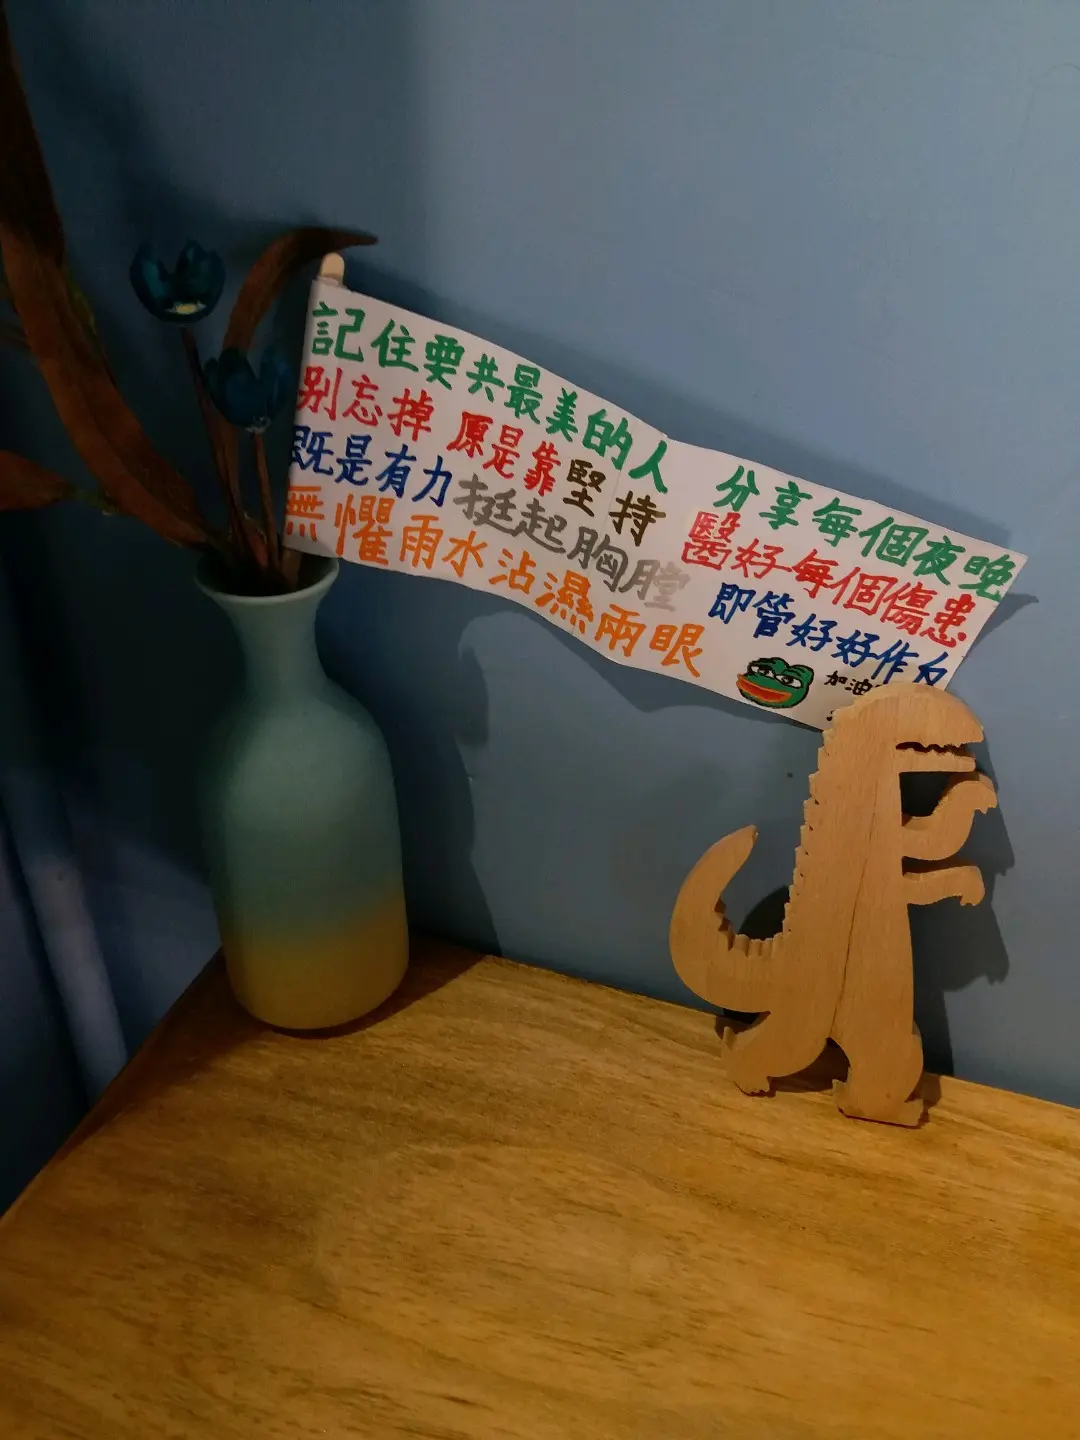 記住要共最美的人 分享每個夜晚
別忘掉 原是靠堅持 醫好每個傷患
既是有力挺起胸膛 即管好好作
無懼雨水沾濕兩眼
加油